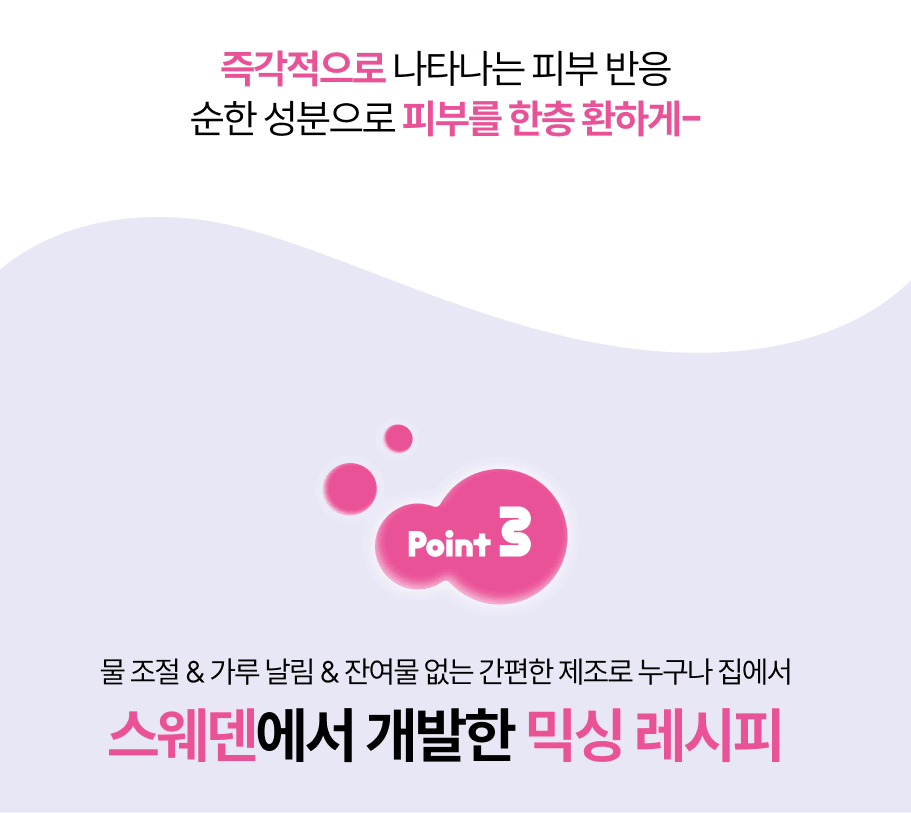 즉각적으로 나타나는 피부 반응
순한 성분으로 피부를 한층 환하게-
Point 3
물 조절 & 가루 날림 & 잔여물 없는 간편한 제조로 누구나 집에서
스웨덴에서 개발한 믹싱 레시피